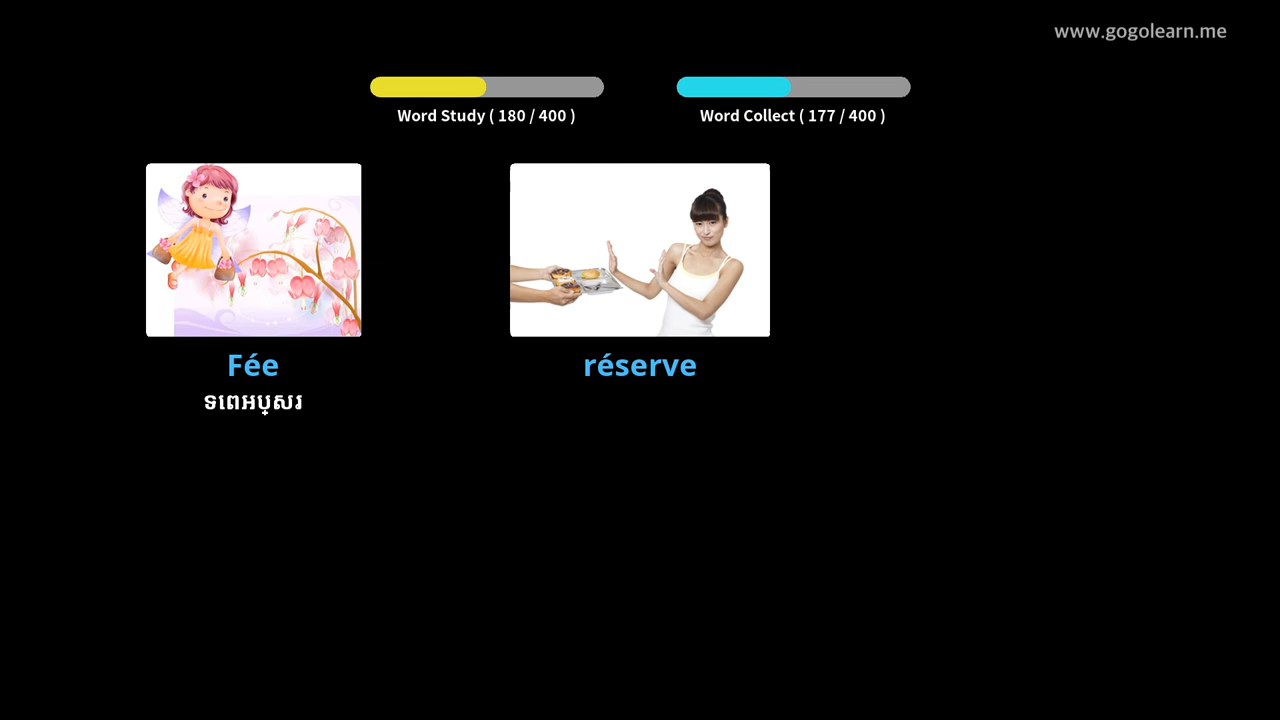 www.gogolearn.me
Word Study ( 180 / 400 )
Word Collect ( 177 / 400 )
Fée
ទេពអប្សរ
réserve